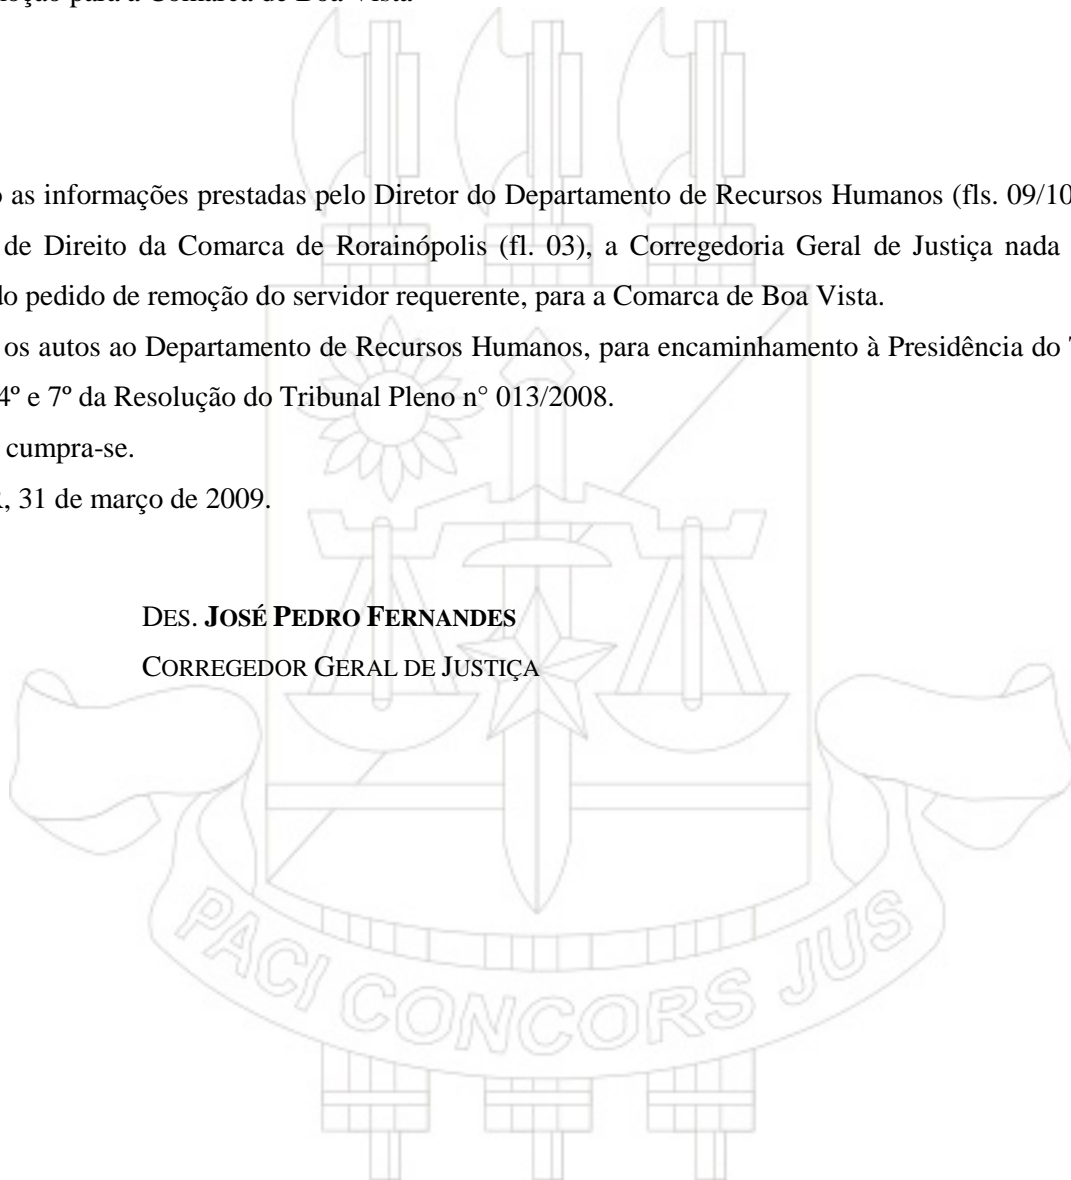 oção para a Comarca de Boa Vista
o as informações prestadas pelo Diretor do Departamento de Recursos Humanos (fls. 09/10
de Direito da Comarca de Rorainópolis (fl. 03), a Corregedoria Geral de Justiça nada
do pedido de remoção do servidor requerente, para a Comarca de Boa Vista.
os autos ao Departamento de Recursos Humanos, para encaminhamento à Presidência do
4º e 7º da Resolução do Tribunal Pleno n° 013/2008.
cumpra-se.
, 31 de março de 2009.
DES. JOSÉ PEDRO FERNANDES
CORREGEDOR GERAL DE JUSTIÇA
PACI CONCORS JUS